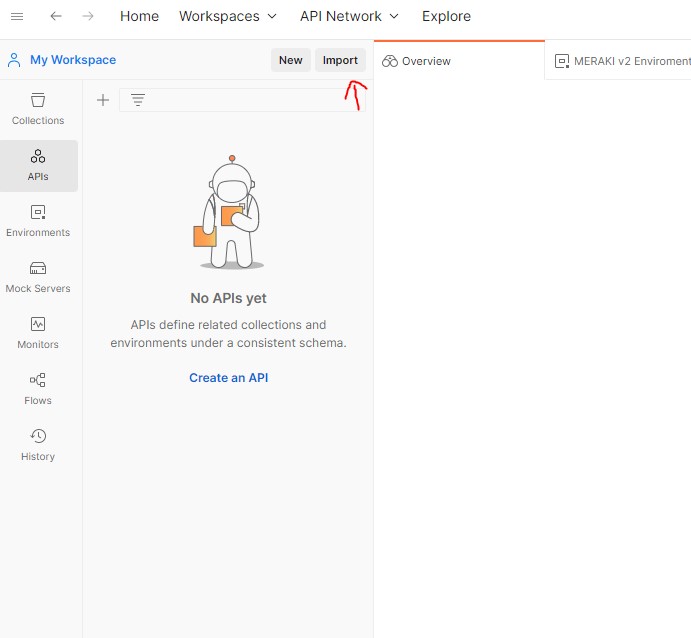 Home Workspaces API Network Explore
My Workspace New Import
Overview
MERAKI v2 Enviroment
Collections
APIs
Environments
Mock Servers
Monitors
Flows
History
No APIs yet
APIs define related collections and
environments under a consistent schema.
Create an API